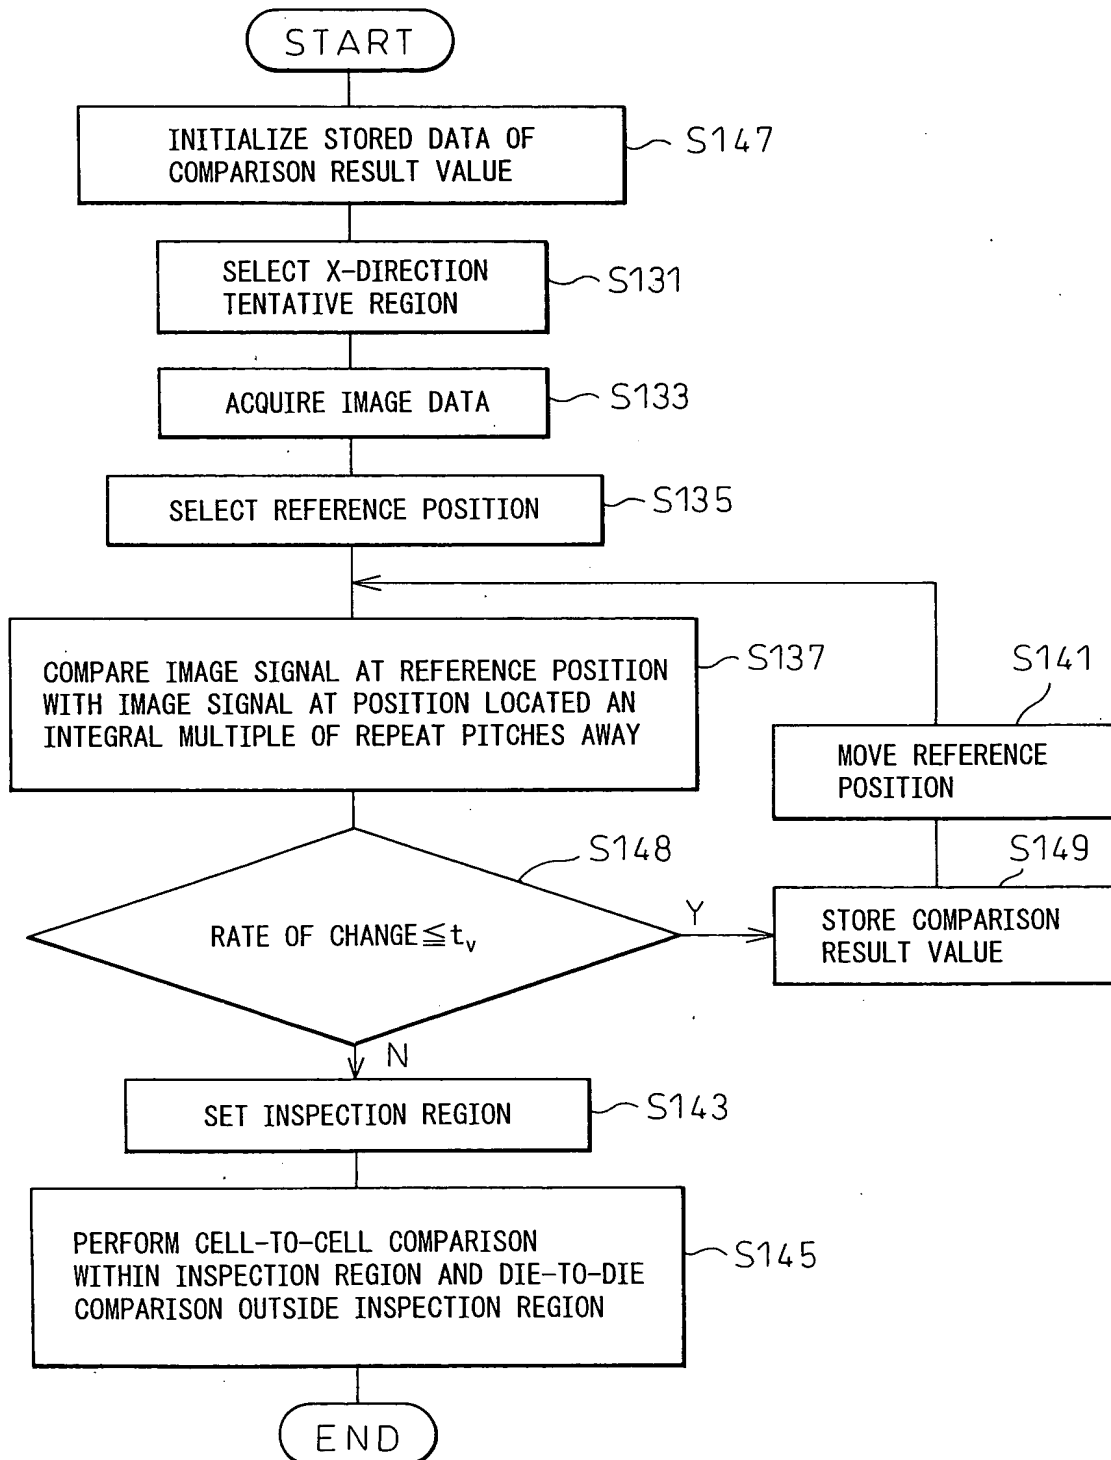 START
INITIALIZE STORED DATA OF
COMPARISON RESULT VALUE
S147
SELECT X-DIRECTION
TENTATIVE REGION
S131
ACQUIRE IMAGE DATA
S133
SELECT REFERENCE POSITION
S135
COMPARE IMAGE SIGNAL AT REFERENCE POSITION
WITH IMAGE SIGNAL AT POSITION LOCATED AN
INTEGRAL MULTIPLE OF REPEAT PITCHES AWAY
S137
S141
MOVE REFERENCE
POSITION
S148
RATE OF CHANGE≦tv
Y
S149
STORE COMPARISON
RESULT VALUE
N
SET INSPECTION REGION
S143
PERFORM CELL-TO-CELL COMPARISON
WITHIN INSPECTION REGION AND DIE-TO-DIE
COMPARISON OUTSIDE INSPECTION REGION
S145
END